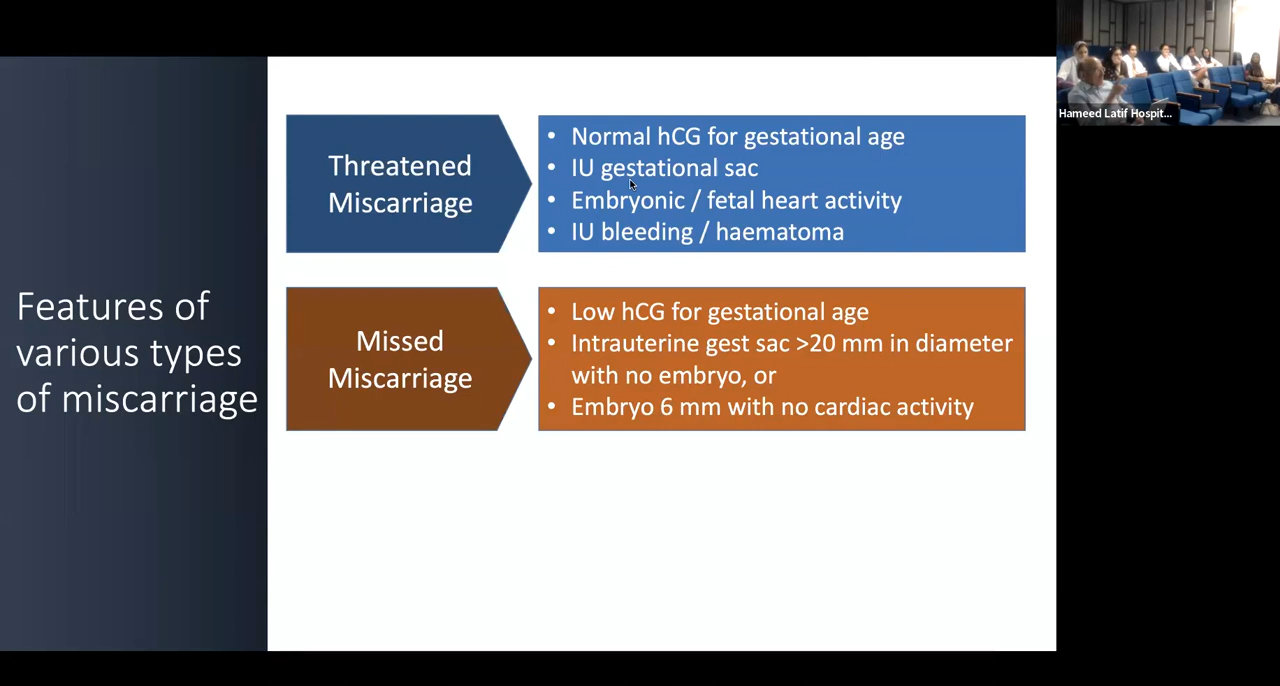 Features of
various types
of miscarriage
Threatened
Miscarriage
• Normal hCG for gestational age
• IU gestational sac
• Embryonic / fetal heart activity
• IU bleeding / haematoma
Missed
Miscarriage
• Low hCG for gestational age
• Intrauterine gest sac >20 mm in diameter
with no embryo, or
• Embryo 6 mm with no cardiac activity
Hameed Latif Hospit...